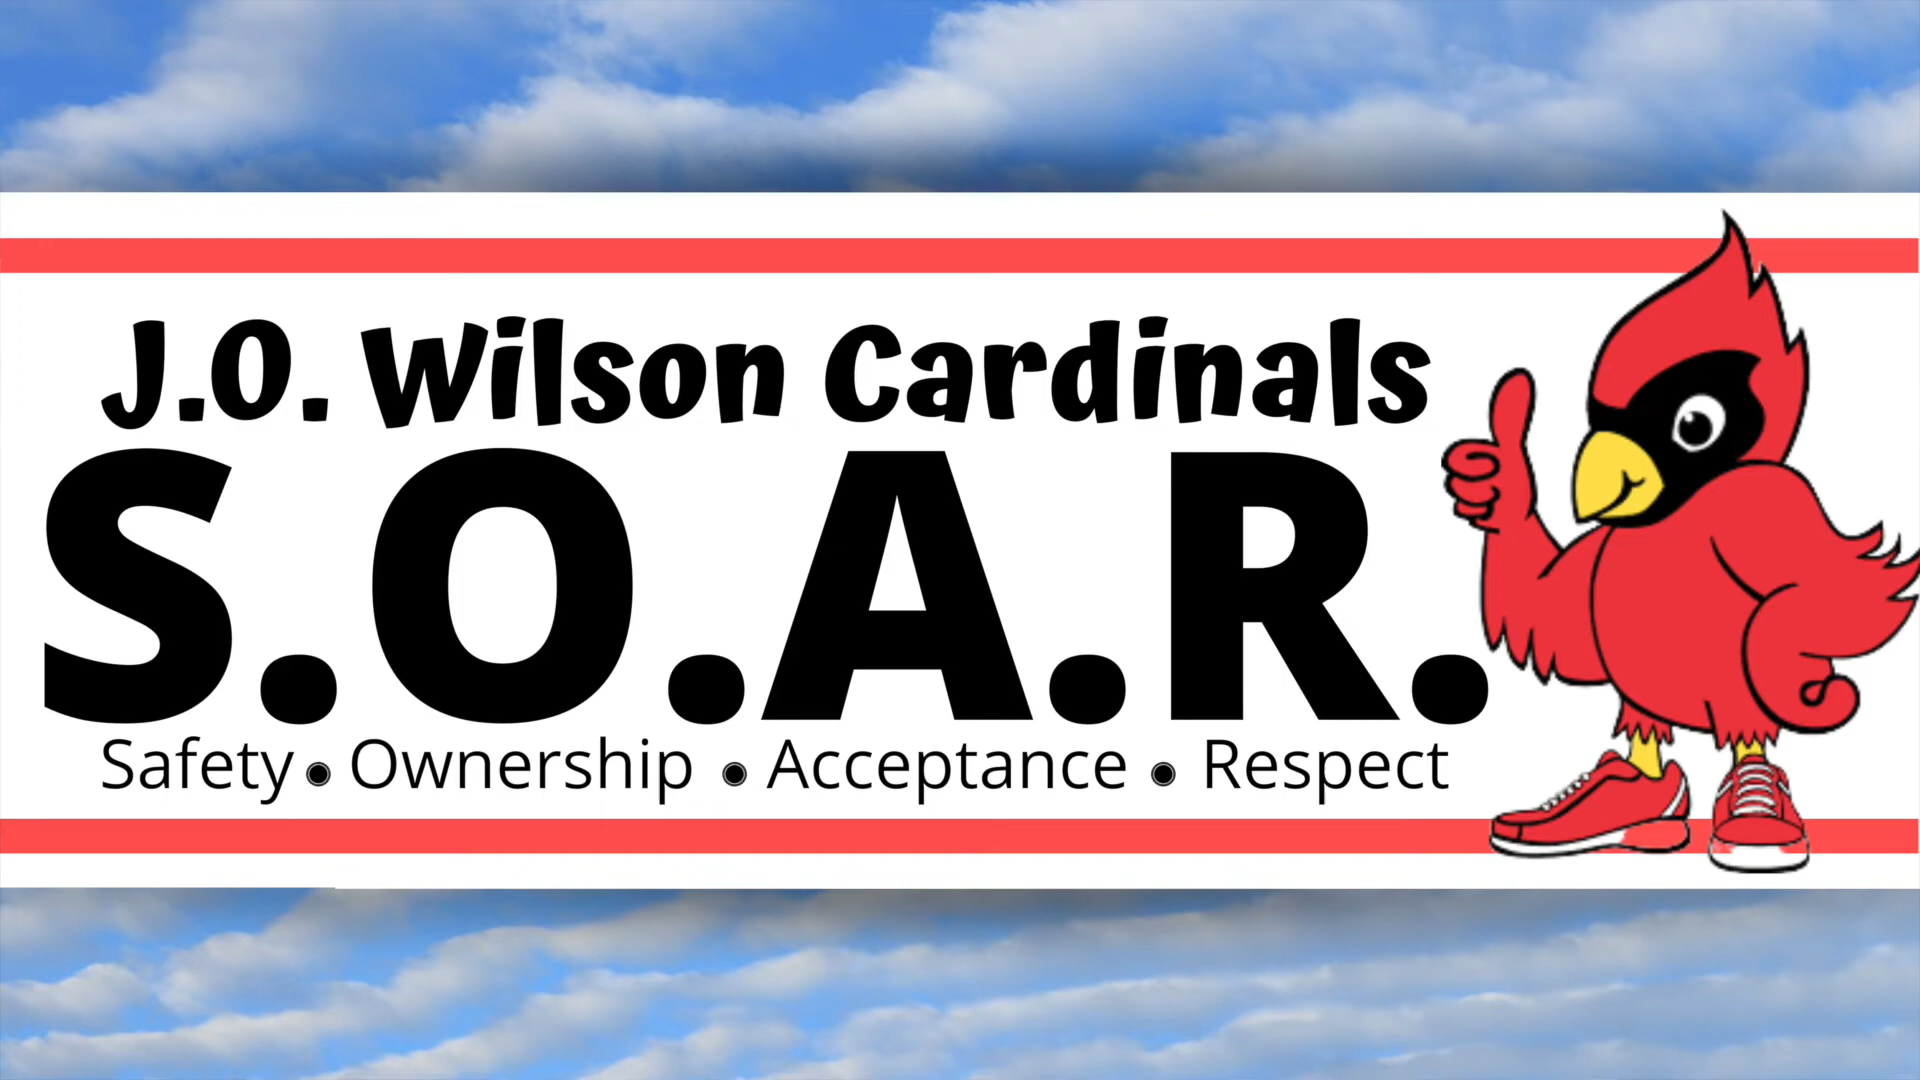 J.O. Wilson Cardinals
S.O.A.R.
Safety ◉ Ownership ◉ Acceptance ◉ Respect